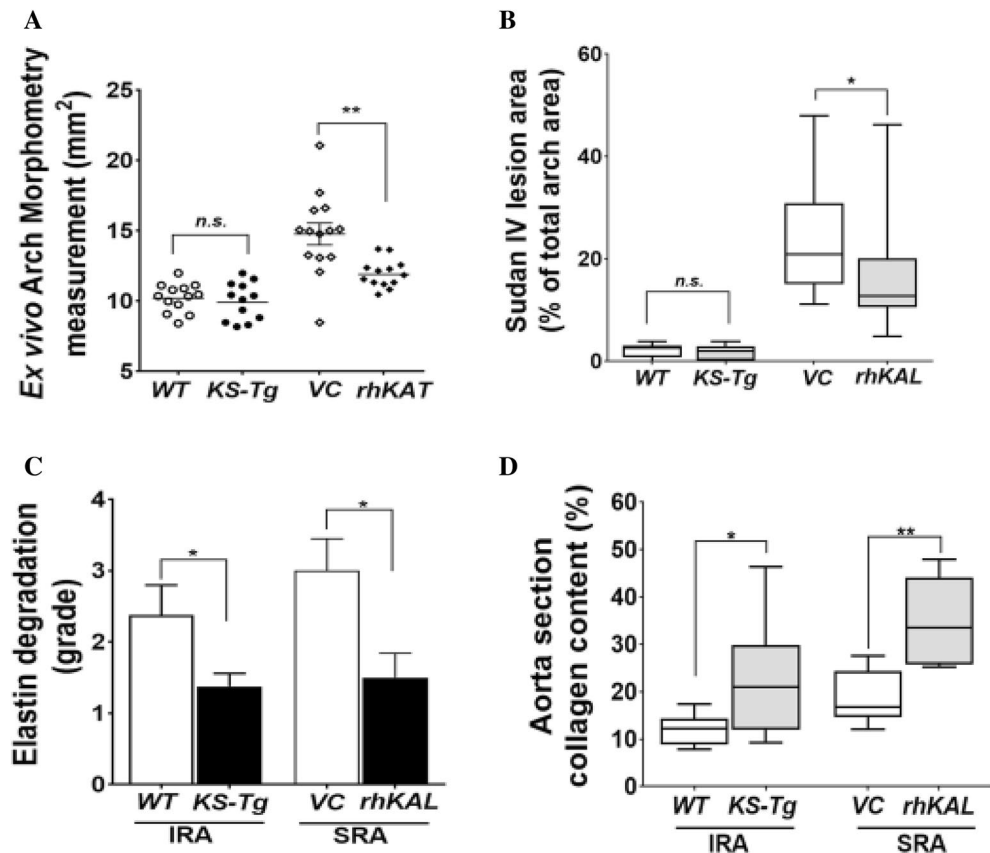 A
Ex vivo Arch Morphometry
measurement (mm²)
25
20
15
10
5
n.s.
**
WT KS-Tg VC rhKAT
B
Sudan IV lesion area
(% of total arch area)
60
40
20
0
n.s.
*
WT KS-Tg VC rhKAL
C
Elastin degradation
(grade)
4
3
2
1
0
*
*
WT KS-Tg VC rhKAL
IRA SRA
D
Aorta section
collagen content (%)
60
50
40
30
20
10
0
*
**
WT KS-Tg VC rhKAL
IRA SRA